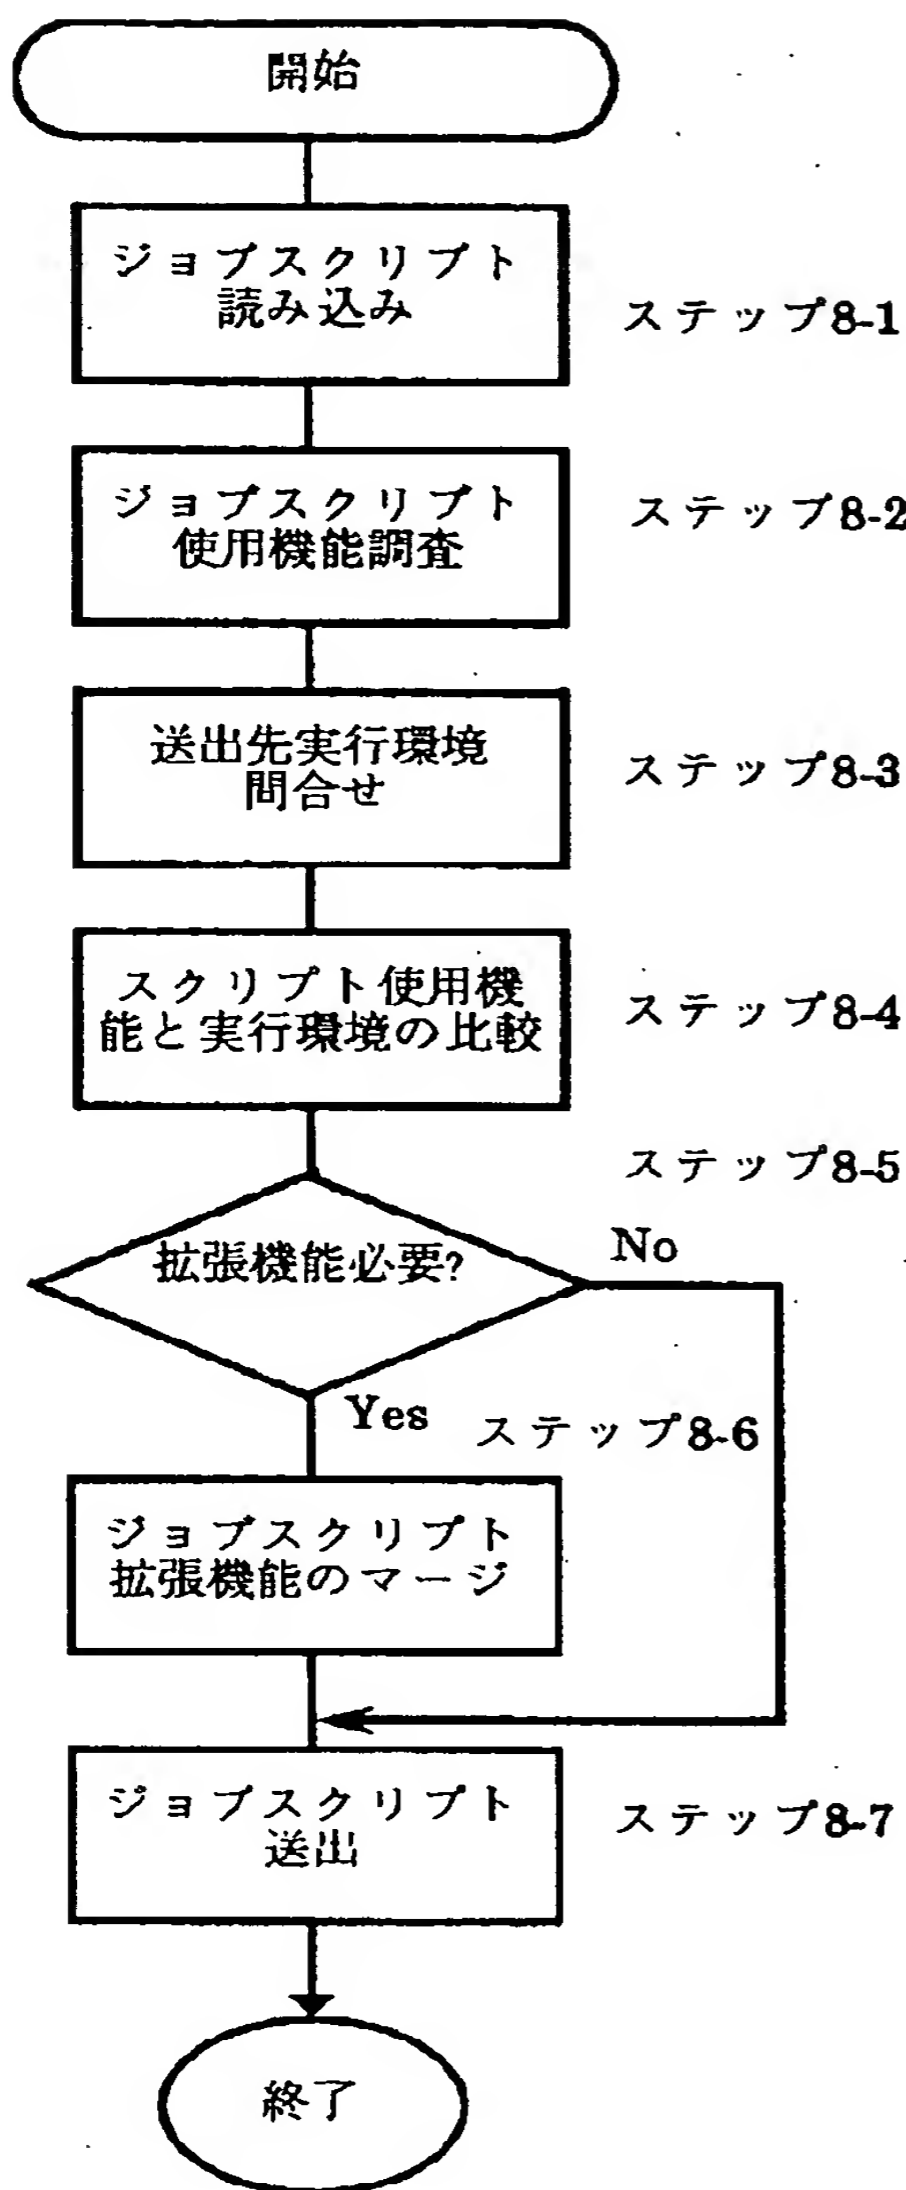 開始
ジョブスクリプト
読み込み
ステップ8-1
ジョブスクリプト
使用機能調査
ステップ8-2
送出先実行環境
問合せ
ステップ8-3
スクリプト使用機
能と実行環境の比較
ステップ8-4
ステップ8-5
拡張機能必要?
No
Yes
ステップ8-6
ジョブスクリプト
拡張機能のマージ
ジョブスクリプト
送出
ステップ8-7
終了